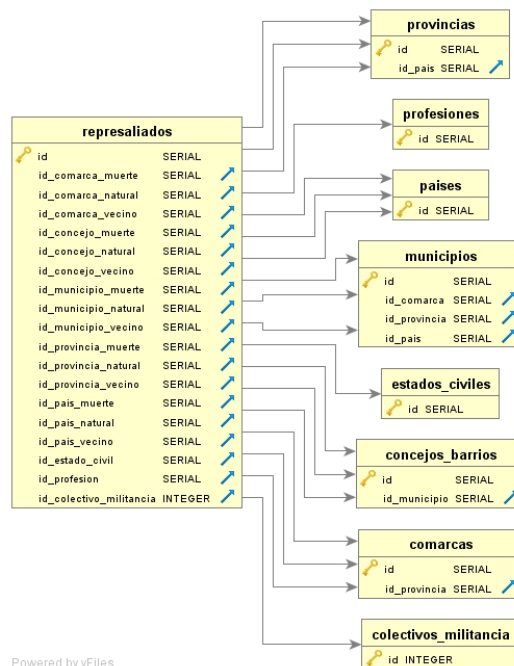 represaliados
id SERIAL
id_comarca_muerte SERIAL
id_comarca_natural SERIAL
id_comarca_vecino SERIAL
id_concejo_muerte SERIAL
id_concejo_natural SERIAL
id_concejo_vecino SERIAL
id_municipio_muerte SERIAL
id_municipio_natural SERIAL
id_municipio_vecino SERIAL
id_provincia_muerte SERIAL
id_provincia_natural SERIAL
id_provincia_vecino SERIAL
id_pais_muerte SERIAL
id_pais_natural SERIAL
id_pais_vecino SERIAL
id_estado_civil SERIAL
id_profesion SERIAL
id_colectivo_militancia INTEGER
provincias
id SERIAL
id_pais SERIAL
profesiones
id SERIAL
paises
id SERIAL
municipios
id SERIAL
id_comarca SERIAL
id_provincia SERIAL
id_pais SERIAL
estados_civiles
id SERIAL
concejos_barrios
id SERIAL
id_municipio SERIAL
comarcas
id SERIAL
id_provincia SERIAL
colectivos_militancia
id INTEGER
Powered by yFiles